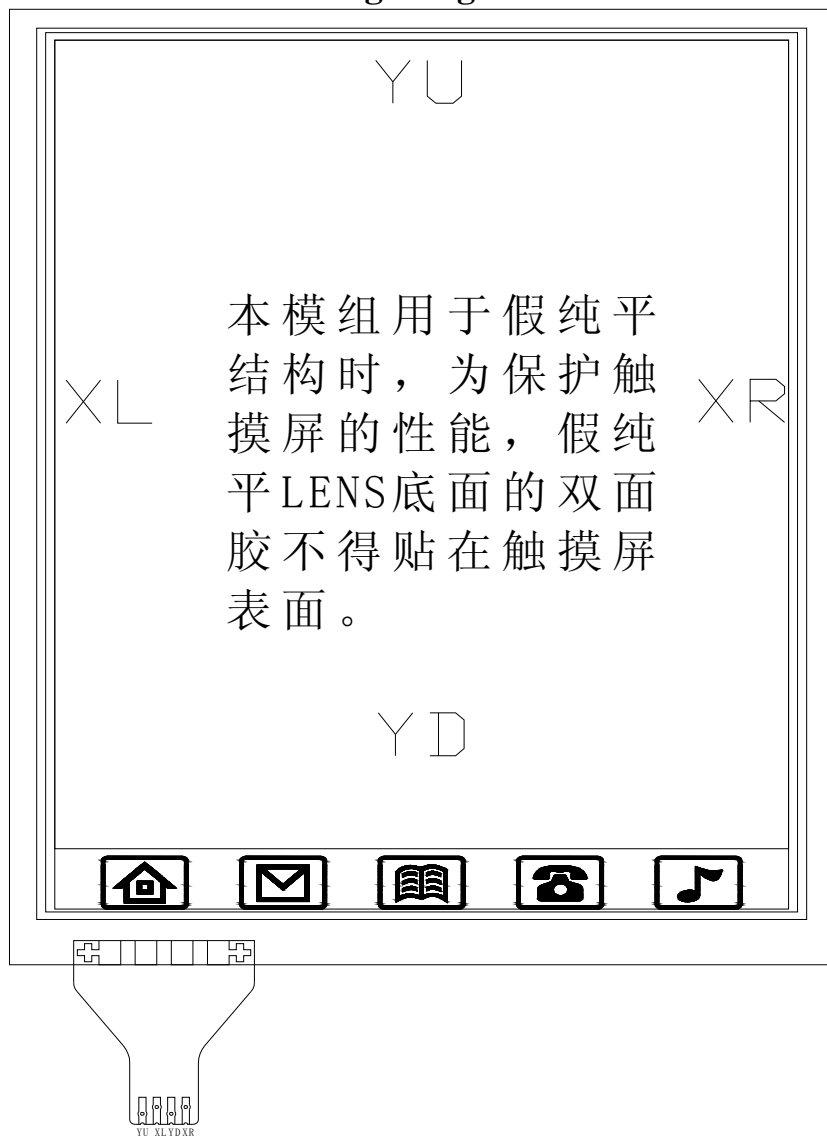 YU
本模组用于假纯平
结构时，为保护触
XL
XR
摸屏的性能，假纯
平LENS底面的双面
胶不得贴在触摸屏
表面。
YD
YU XLYDXR